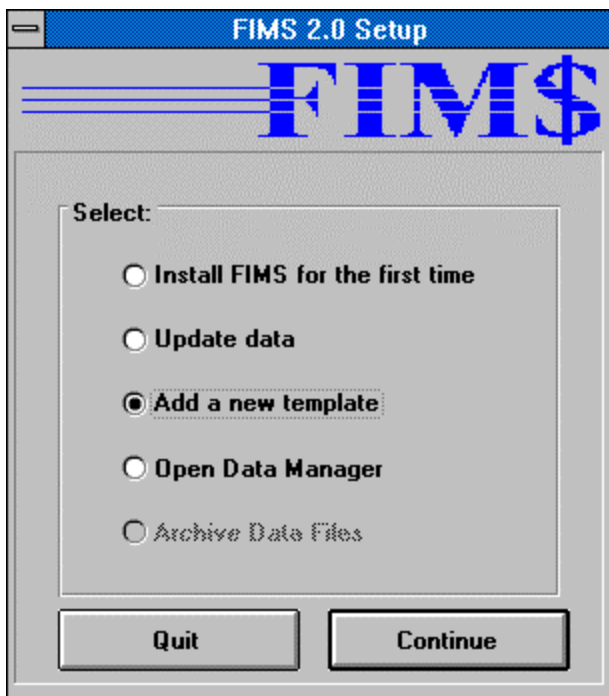 FIMS 2.0 Setup
FIM$
Select:
Install FIMS for the first time
Update data
Add a new template
Open Data Manager
Archive Data Files
Quit
Continue